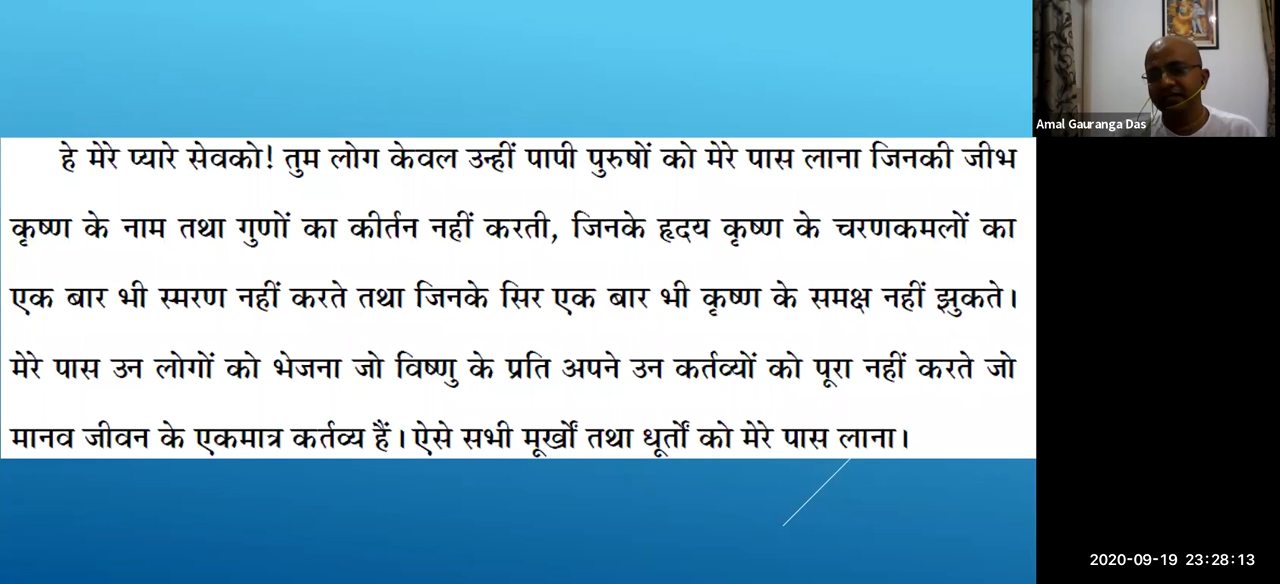 हे मेरे प्यारे सेवको! तुम लोग केवल उन्हीं पापी पुरुषों को मेरे पास लाना जिनकी जीभ
कृष्ण के नाम तथा गुणों का कीर्तन नहीं करती, जिनके हृदय कृष्ण के चरणकमलों का
एक बार भी स्मरण नहीं करते तथा जिनके सिर एक बार भी कृष्ण के समक्ष नहीं झुकते।
मेरे पास उन लोगों को भेजना जो विष्णु के प्रति अपने उन कर्तव्यों को पूरा नहीं करते जो
मानव जीवन के एकमात्र कर्तव्य हैं। ऐसे सभी मूर्खों तथा धूर्तों को मेरे पास लाना।
Amal Gauranga Das
2020-09-19 23:28:13